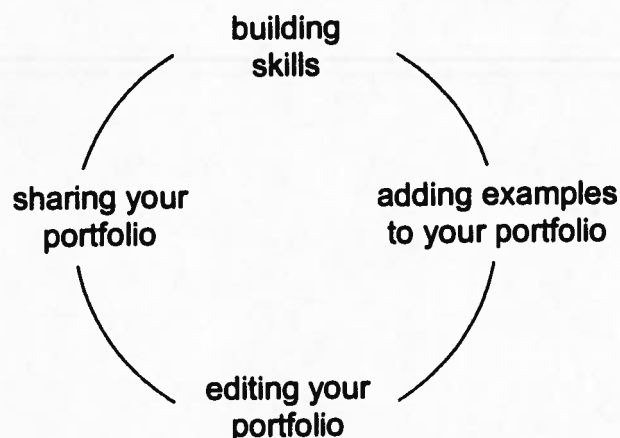 building
skills
sharing your
portfolio
adding examples
to your portfolio
editing your
portfolio